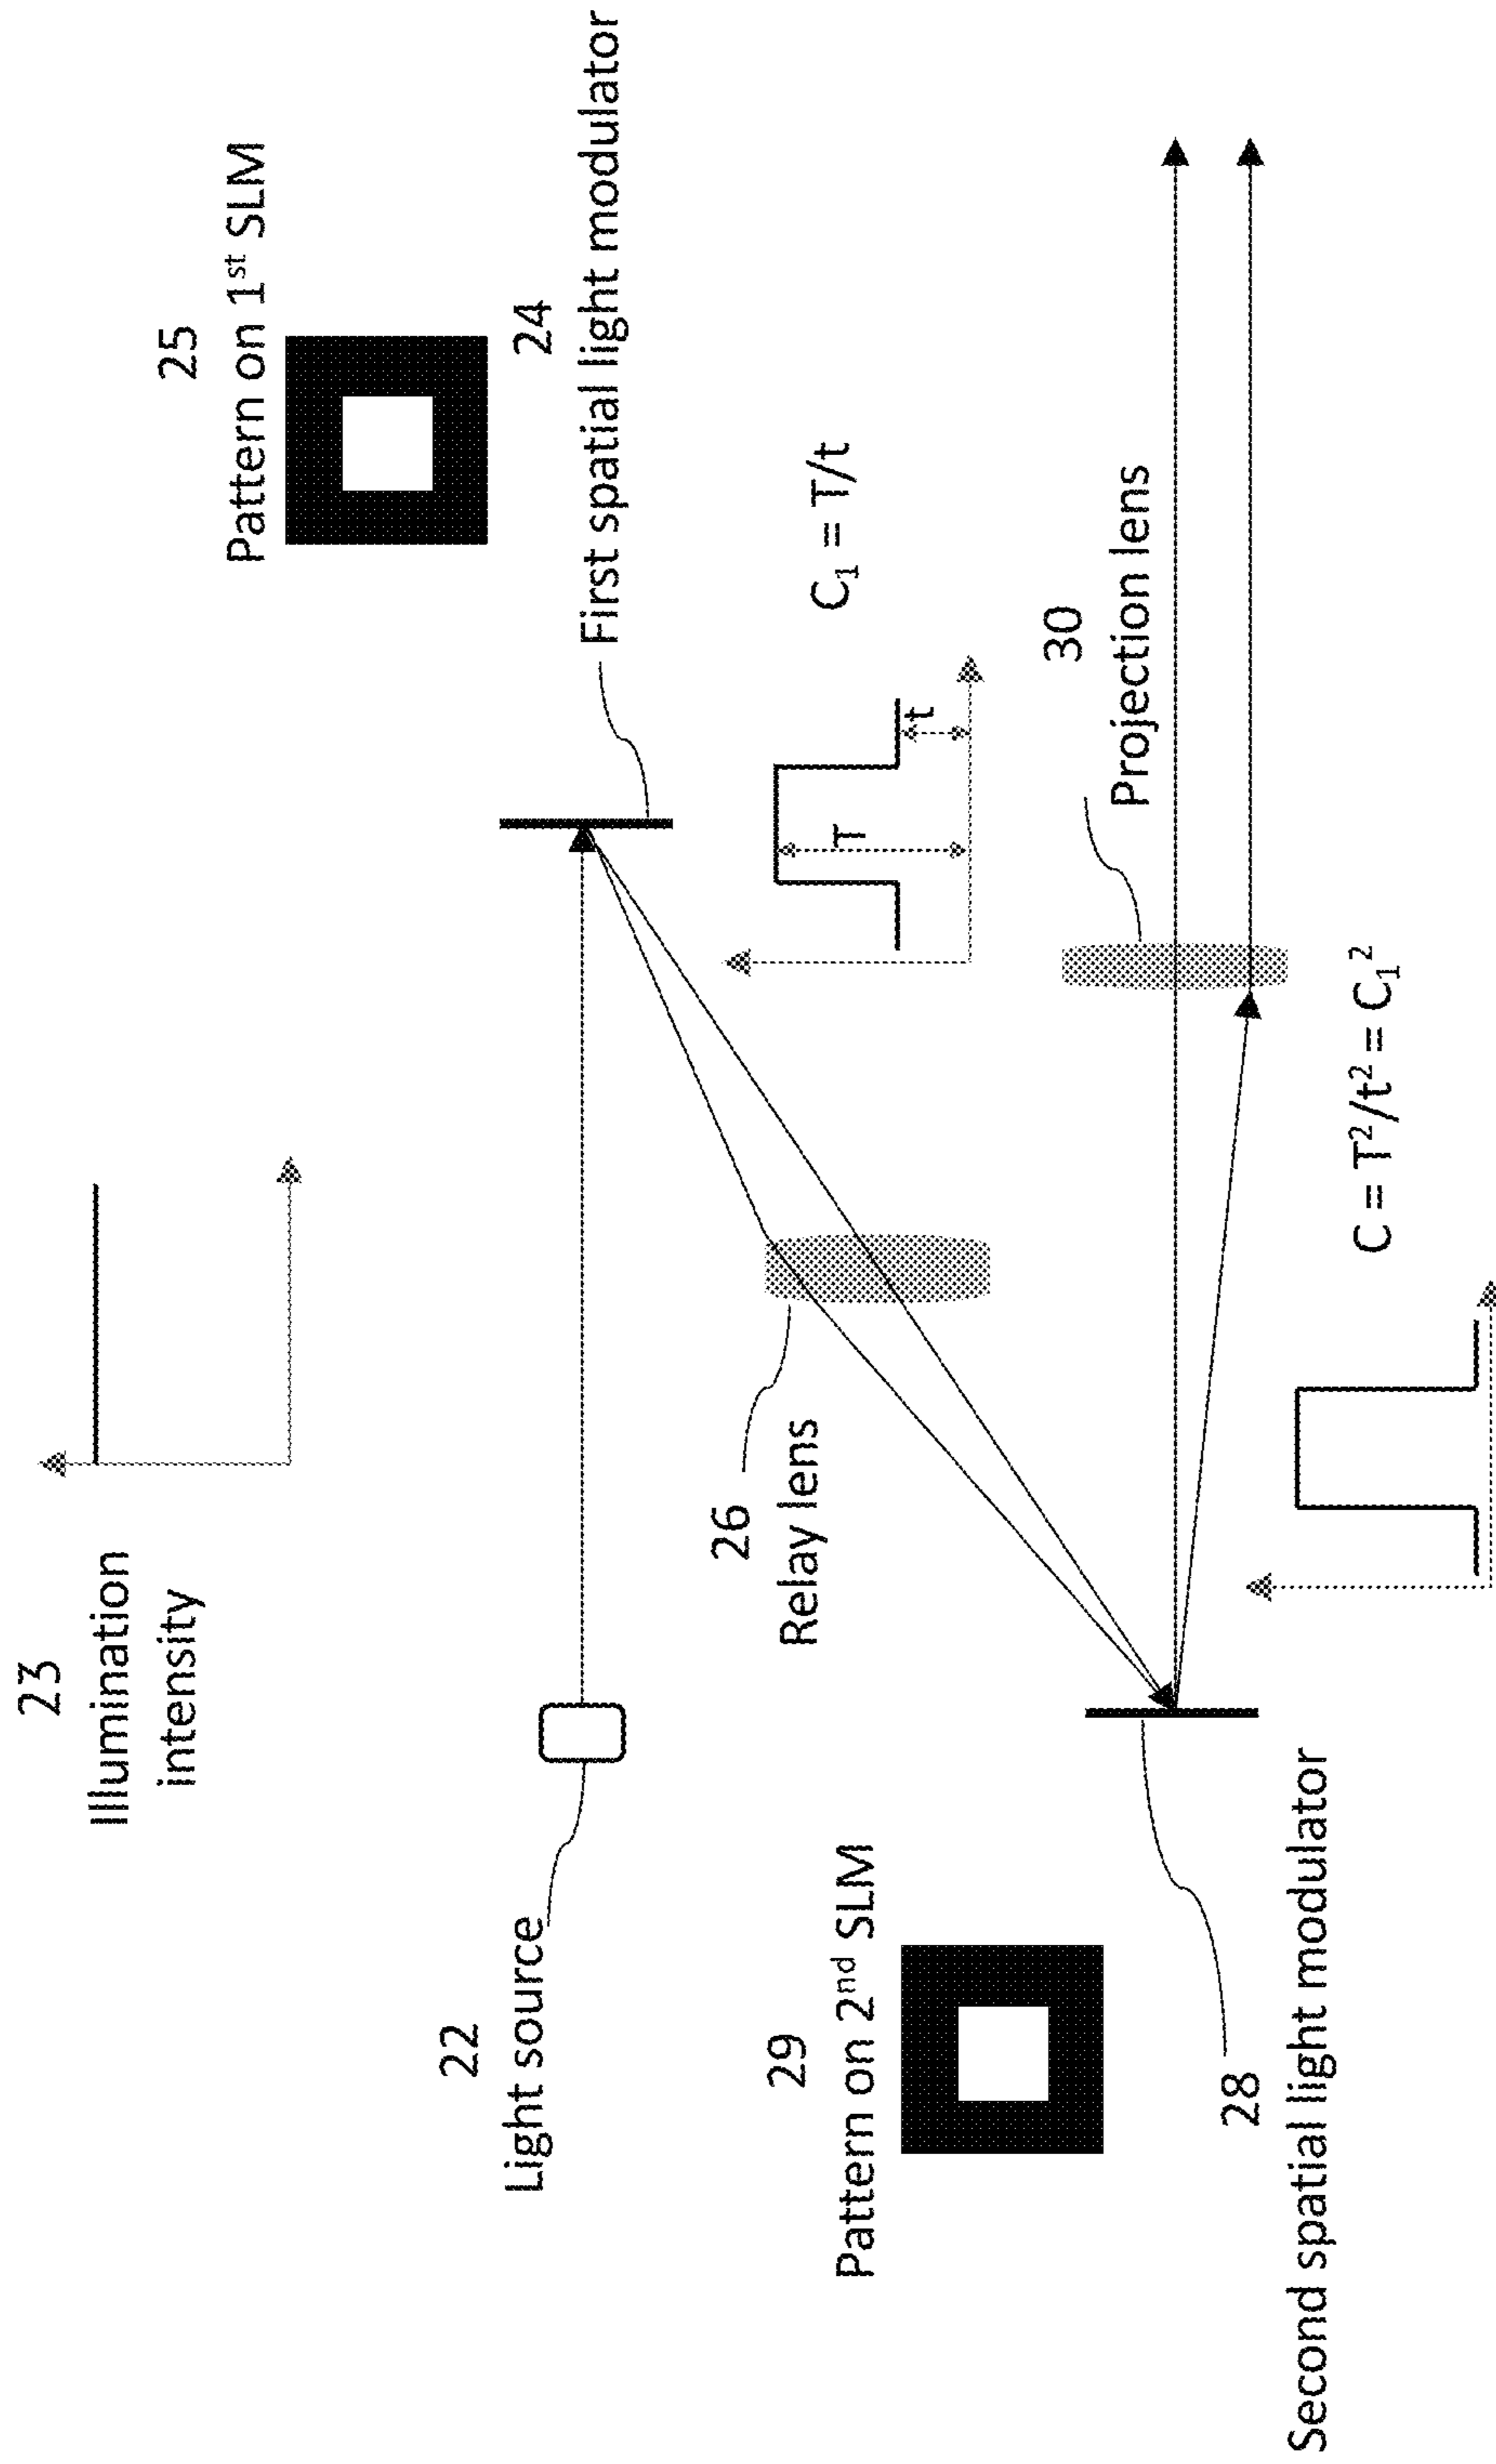 23
Illumination
intensity
25
Pattern on 1st SLM
22
Light source
24
First spatial light modulator
26
Relay lens
T
t
C₁ = T/t
29
Pattern on 2nd SLM
30
Projection lens
28
Second spatial light modulator
C = T²/t² = C₁²